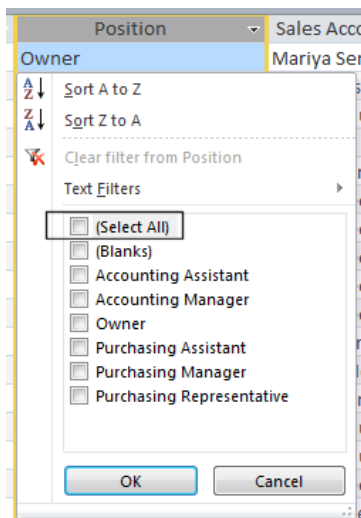 Position Sales Acco
Owner Mariya Ser
Sort A to Z
Sort Z to A
Clear filter from Position
Text Filters
(Select All)
(Blanks)
Accounting Assistant
Accounting Manager
Owner
Purchasing Assistant
Purchasing Manager
Purchasing Representative
OK Cancel